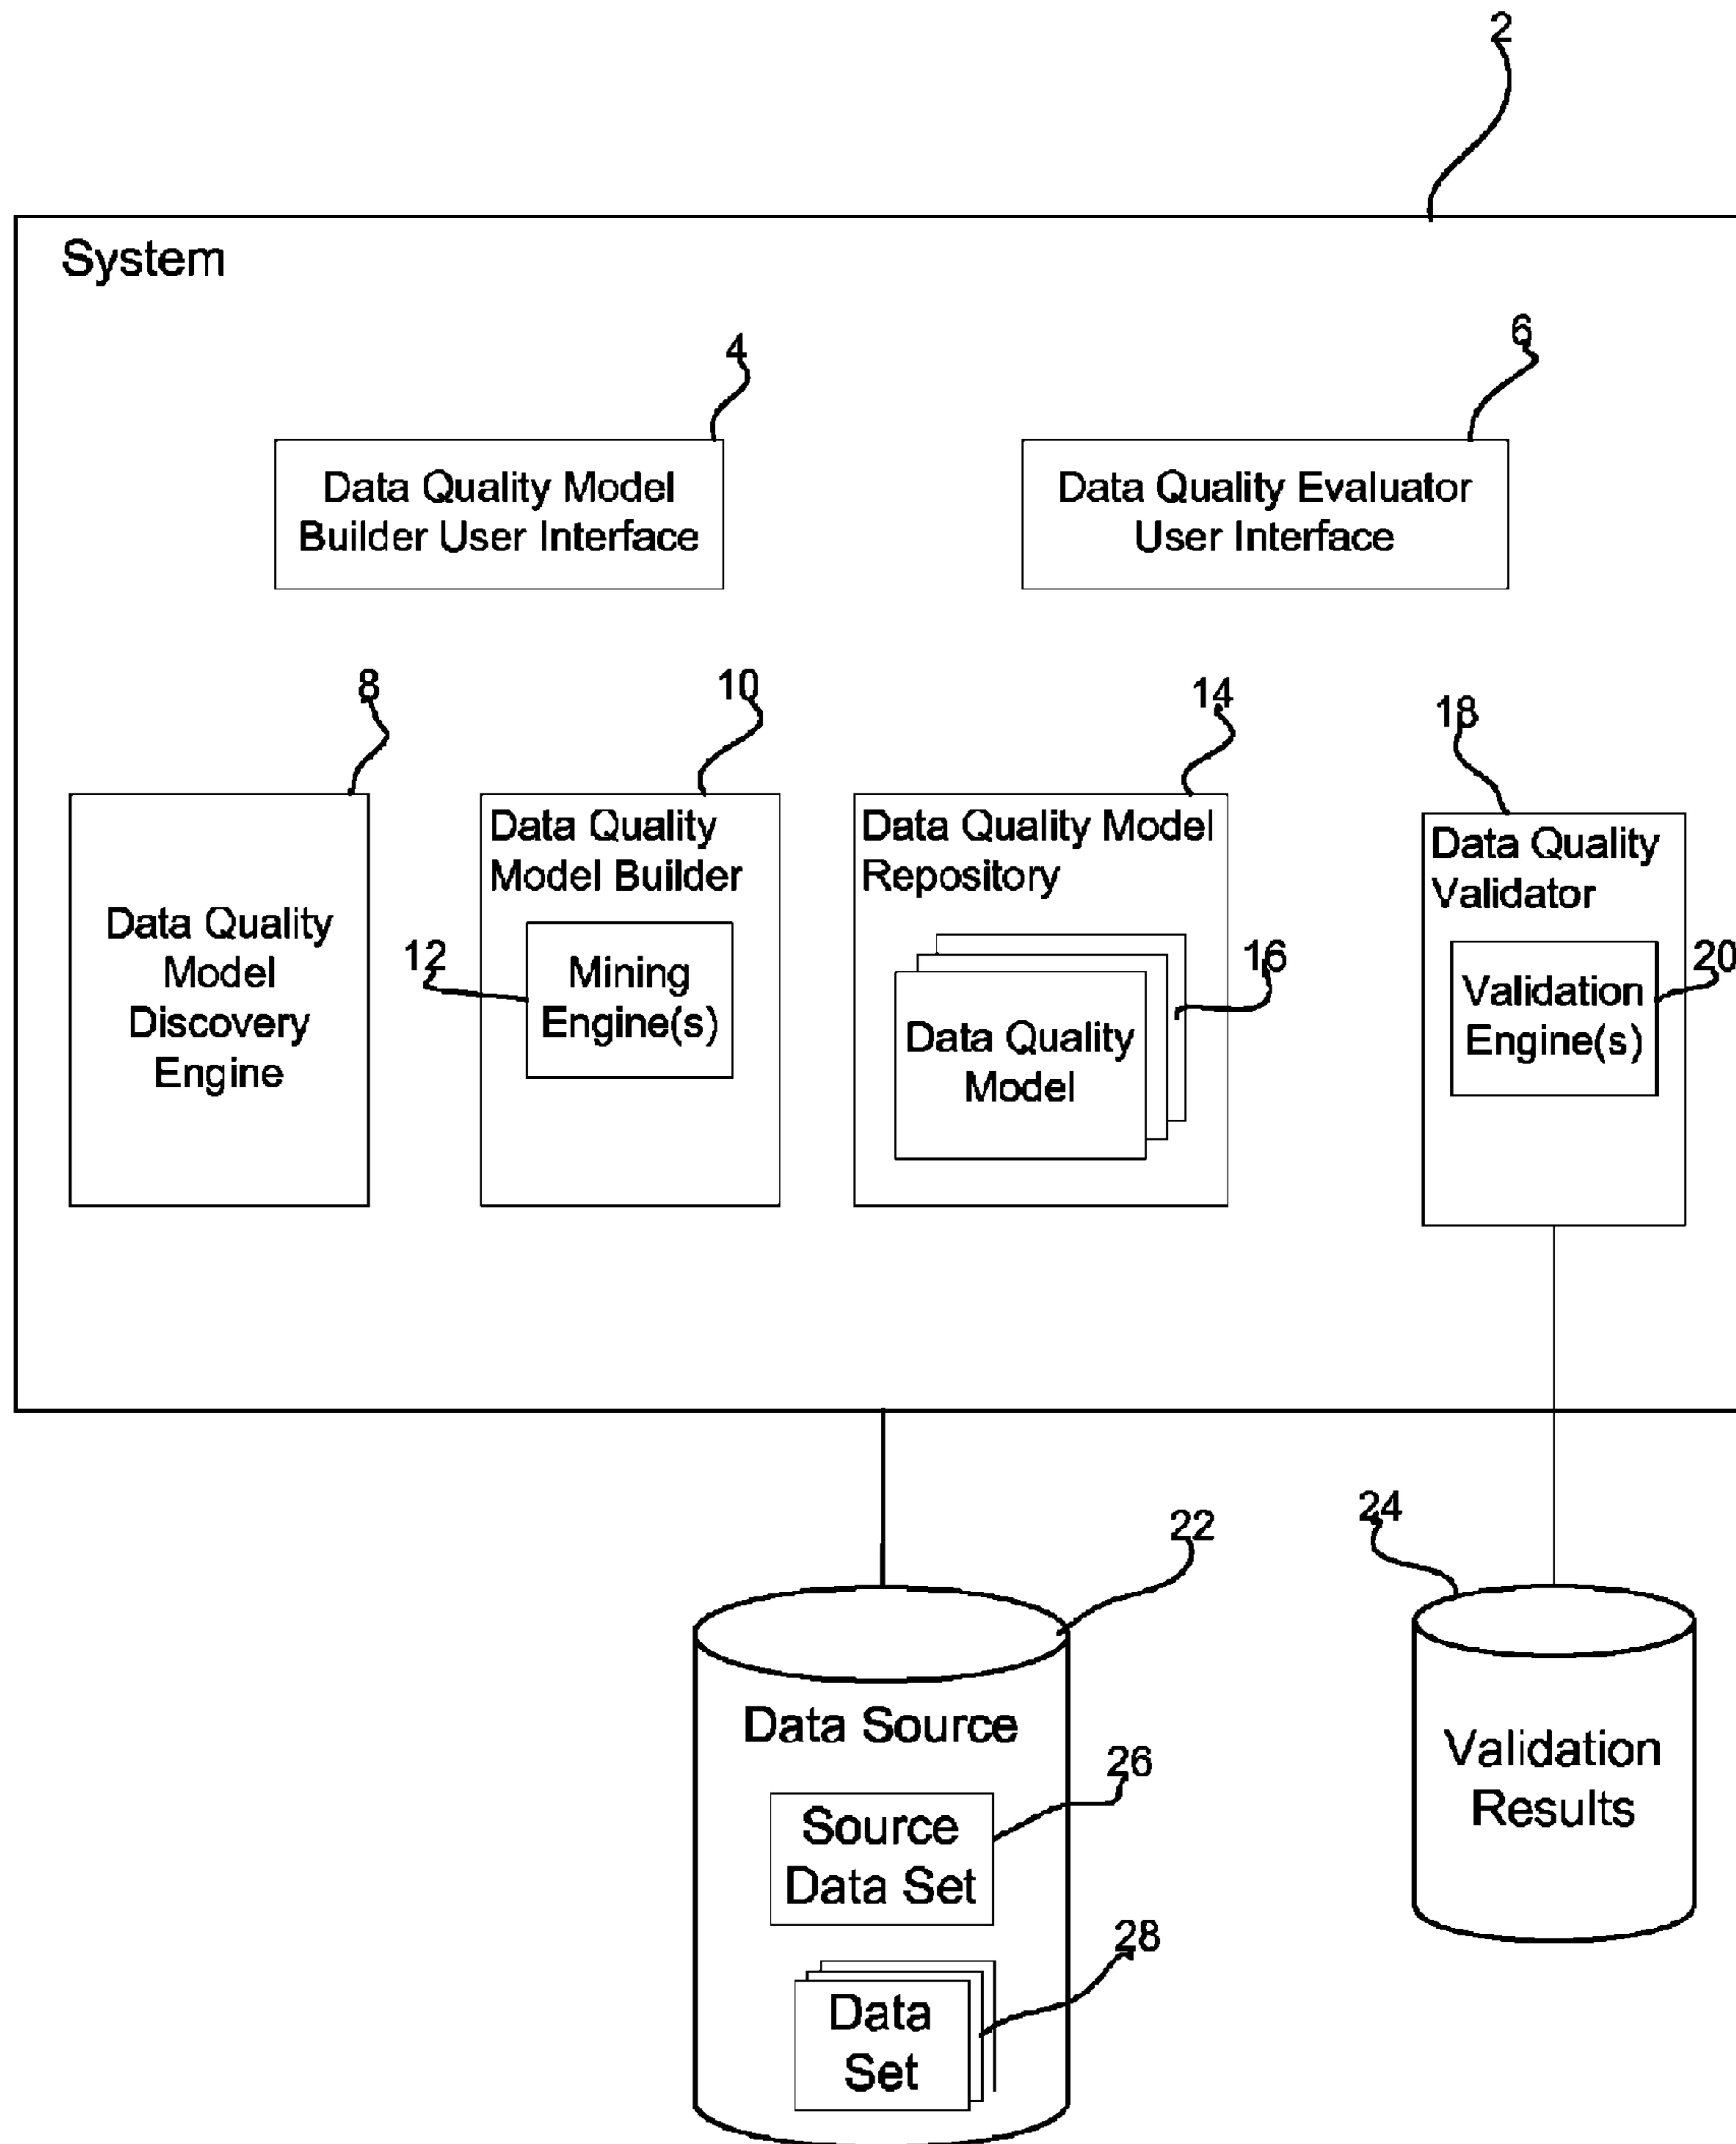 2
System
4
6
Data Quality Model
Builder User Interface
Data Quality Evaluator
User Interface
8
10
14
18
Data Quality
Model
Discovery
Engine
Data Quality
Model Builder
12
Mining
Engine(s)
Data Quality Model
Repository
16
Data Quality
Model
Data Quality
Validator
20
Validation
Engine(s)
22
24
Data Source
26
Source
Data Set
28
Data
Set
Validation
Results